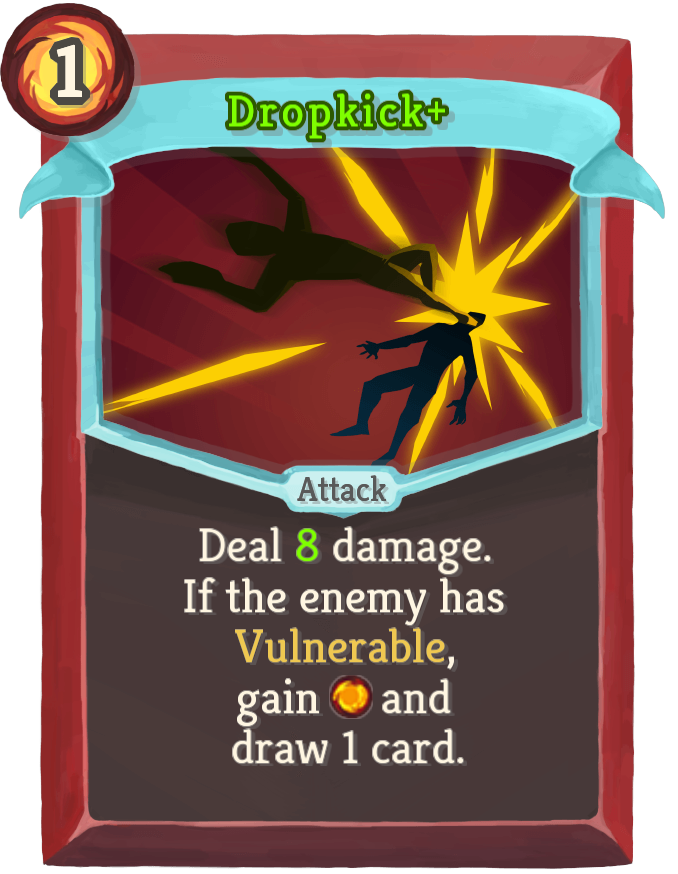 1
Dropkick+
Attack
Deal 8 damage.
If the enemy has
Vulnerable,
gain and
draw 1 card.